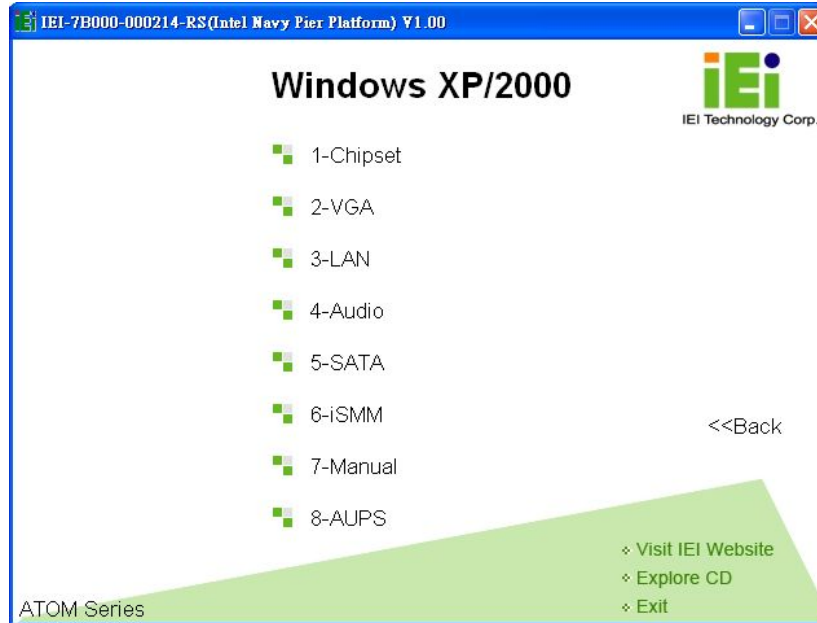 IEI-7B000-000214-RS(Intel Navy Pier Platform) V1.00
Windows XP/2000
iEi
IEI Technology Corp.
1-Chipset
2-VGA
3-LAN
4-Audio
5-SATA
6-iSMM
<<Back
7-Manual
8-AUPS
Visit IEI Website
Explore CD
ATOM Series
Exit